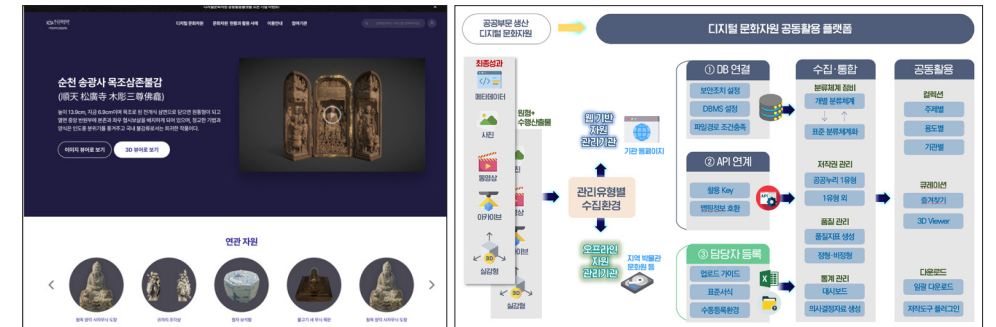 디지털 문화자원
문화자원 현황과 활용 사례
이용안내
참여기관
순천 송광사 목조삼존불감
(順天 松廣寺 木彫三尊佛龕)
이미지 뷰어로 보기
3D 뷰어로 보기
연관 자원
공공부문 생산
디지털 문화자원
디지털 문화자원 공동활용 플랫폼
최종성과
메타데이터
사진
동영상
아카이브
3D
실감형
원형+
수행산출물
실감형
관리유형별
수집환경
웹 기반
자원
관리기관
기관 웹페이지
오프라인
자원
관리기관
지역 박물관
문화원 등
① DB 연결
보안조치 설정
DBMS 설정
파일경로 조건충족
② API 연계
활용 Key
맵핑정보 호환
API
③ 담당자 등록
업로드 가이드
표준서식
수동등록환경
수집·통합
분류체계 정비
개별 분류체계
표준 분류체계화
저작권 관리
공공누리 1유형
1유형 외
품질 관리
품질지표 생성
정형·비정형
통계 관리
대시보드
의사결정자료 생성
공동활용
컬렉션
주제별
용도별
기관별
큐레이션
즐겨찾기
3D Viewer
다운로드
일괄 다운로드
저작도구 플러그인